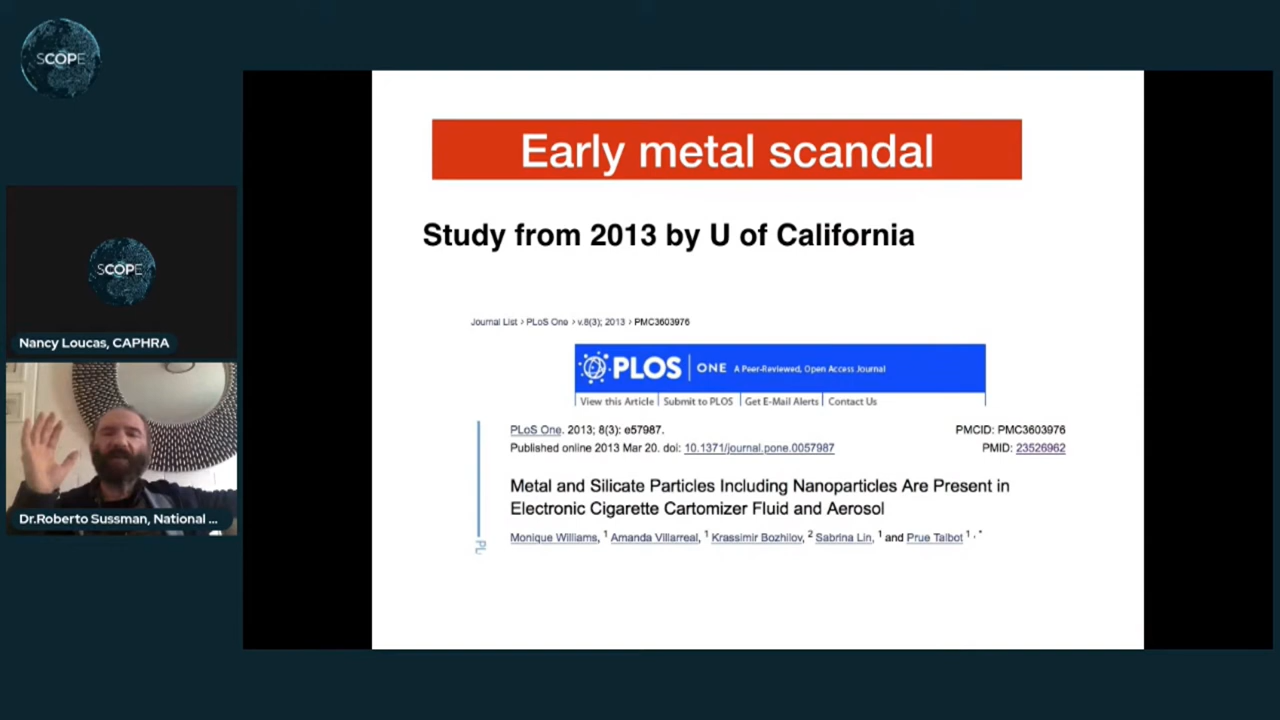 SCOPE
SCOPE
Nancy Loucas, CAPHRA
Dr.Roberto Sussman, National ...
Early metal scandal
Study from 2013 by U of California
Journal List > PLoS One > v.8(3); 2013 > PMC3603976
PLOS | ONE A Peer-Reviewed, Open Access Journal
View this Article | Submit to PLOS | Get E-Mail Alerts | Contact Us
PLoS One. 2013; 8(3): e57987. PMCID: PMC3603976
Published online 2013 Mar 20. doi: 10.1371/journal.pone.0057987 PMID: 23526962
Metal and Silicate Particles Including Nanoparticles Are Present in
Electronic Cigarette Cartomizer Fluid and Aerosol
Monique Williams, 1 Amanda Villarreal, 1 Krassimir Bozhilov, 2 Sabrina Lin, 1 and Prue Talbot 1 , *
PL